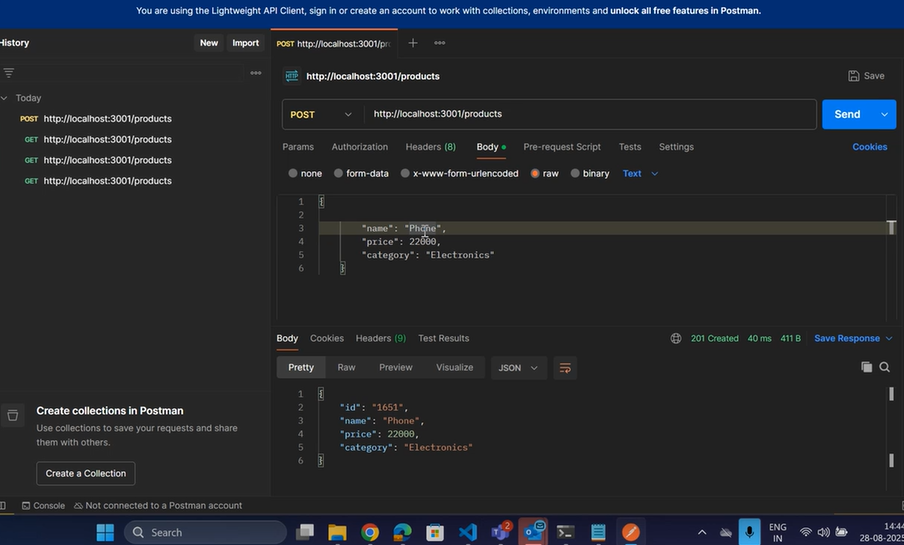 You are using the Lightweight API Client, sign in or create an account to work with collections, environments and unlock all free features in Postman.
History
New
Import
POST http://localhost:3001/pr
HTTP http://localhost:3001/products
Save
Today
POST http://localhost:3001/products
GET http://localhost:3001/products
GET http://localhost:3001/products
GET http://localhost:3001/products
POST
http://localhost:3001/products
Send
Params Authorization Headers (8) Body Pre-request Script Tests Settings Cookies
none form-data x-www-form-urlencoded raw binary Text
1 {
2
3 "name": "Phone",
4 "price": 22000,
5 "category": "Electronics"
6 }
Body Cookies Headers (9) Test Results 201 Created 40 ms 411 B Save Response
Pretty Raw Preview Visualize JSON
1 {
2 "id": "1651",
3 "name": "Phone",
4 "price": 22000,
5 "category": "Electronics"
6 }
Create collections in Postman
Use collections to save your requests and share
them with others.
Create a Collection
Console Not connected to a Postman account
Search
2
ENG
IN
14:44
28-08-2025